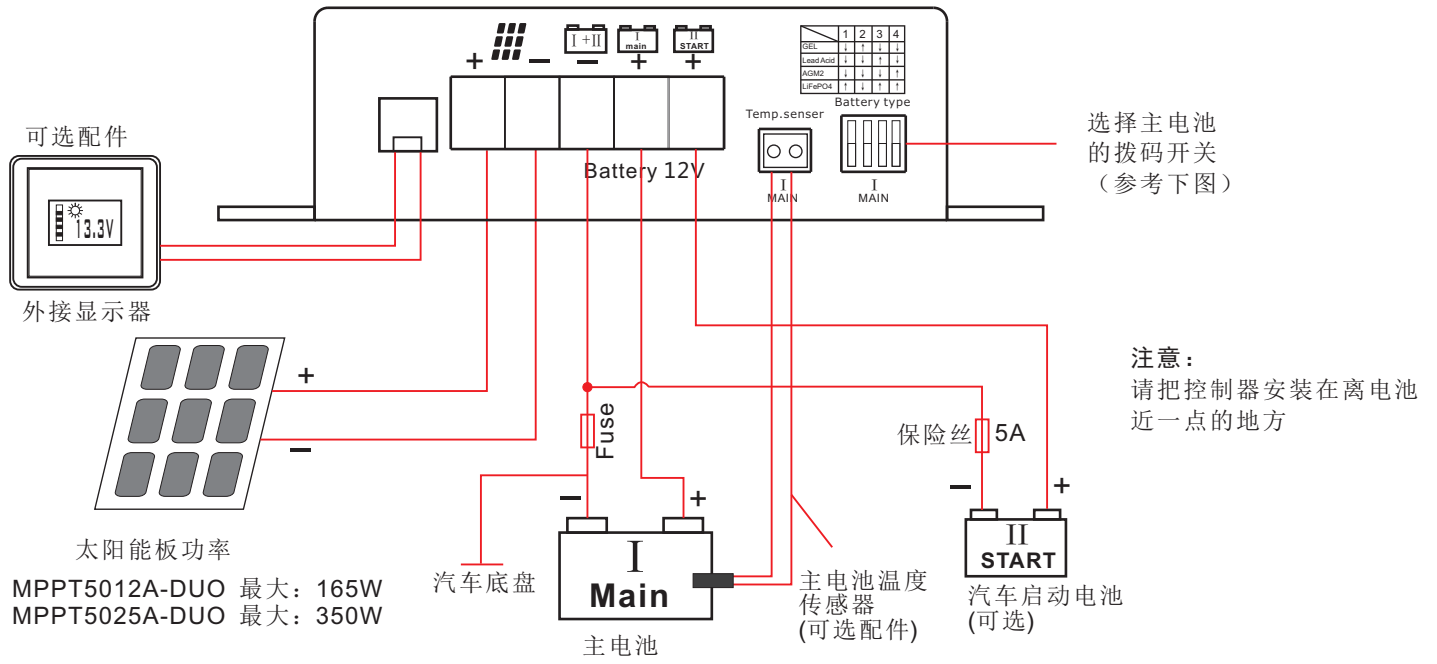 I+II
I
main
II
START
+
−
−
+
+
1 2 3 4
GEL ↓ ↑ ↓ ↓
Lead Acid ↓ ↓ ↑ ↓
AGM2 ↓ ↓ ↓ ↑
LiFePO4 ↑ ↓ ↑ ↑
Battery type
Temp.senser
Battery 12V
I
MAIN
I
MAIN
选择主电池
的拨码开关
（参考下图）
可选配件
13.3V
外接显示器
+
−
太阳能板功率
MPPT5012A-DUO 最大：165W
MPPT5025A-DUO 最大：350W
Fuse
−
+
汽车底盘
I
Main
主电池
主电池温度
传感器
(可选配件)
保险丝
5A
−
+
II
START
汽车启动电池
(可选)
注意：
请把控制器安装在离电池
近一点的地方